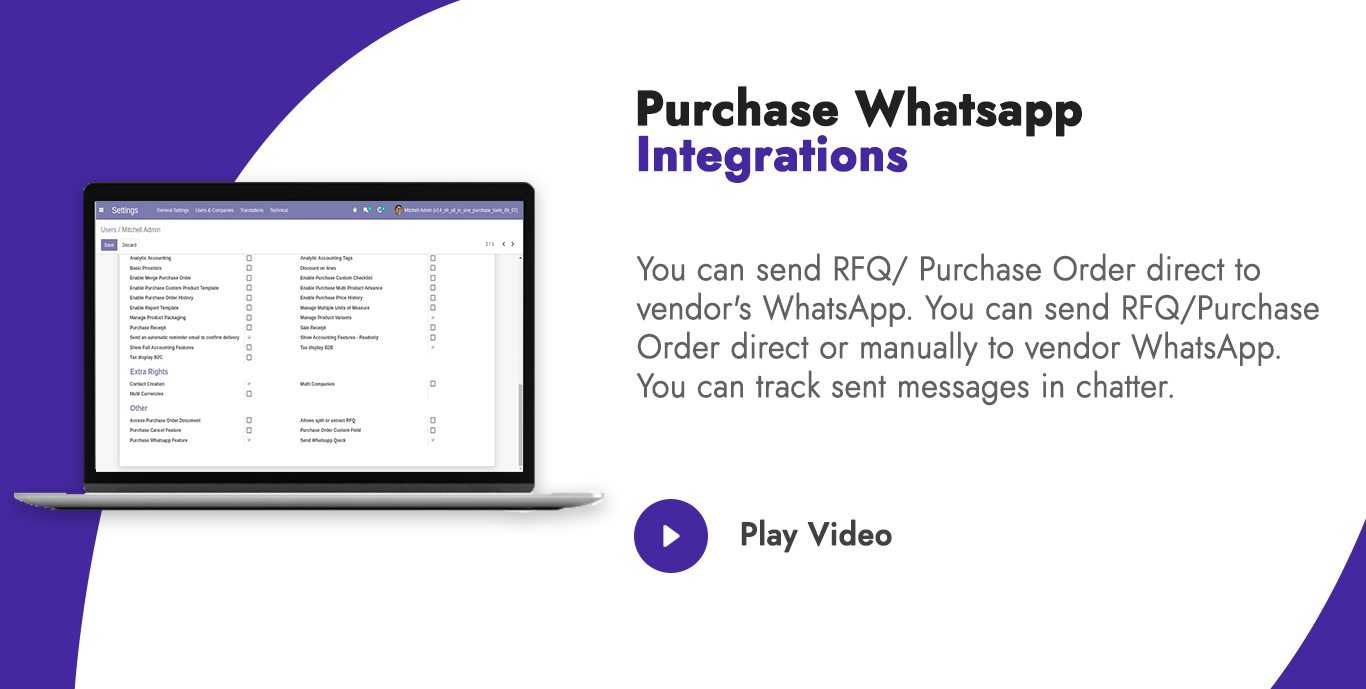 Purchase Whatsapp
Integrations
You can send RFQ/ Purchase Order direct to
vendor's WhatsApp. You can send RFQ/Purchase
Order direct or manually to vendor WhatsApp.
You can track sent messages in chatter.
Play Video
Settings General Settings Users & Companies Translations Technical Mitchell Admin (v14_sh_all_in_one_purchase_tools_05_07)
Users / Mitchell Admin
Save Discard 1 / 1
Analytic Accounting Analytic Accounting Tags
Basic Pricelists Discount on lines
Enable Merge Purchase Order Enable Purchase Custom Checklist
Enable Purchase Custom Product Template Enable Purchase Multi Product Advance
Enable Purchase Order History Enable Purchase Price History
Enable Report Template Manage Multiple Units of Measure
Manage Product Packaging Manage Product Variants
Purchase Receipt Sale Receipt
Send an automatic reminder email to confirm delivery Show Accounting Features - Readonly
Show Full Accounting Features Tax display B2B
Tax display B2C
Extra Rights
Contact Creation Multi Companies
Multi Currencies
Other
Access Purchase Order Document Allows split or extract RFQ
Purchase Cancel Feature Purchase Order Custom Field
Purchase Whatsapp Feature Send Whatsapp Quick